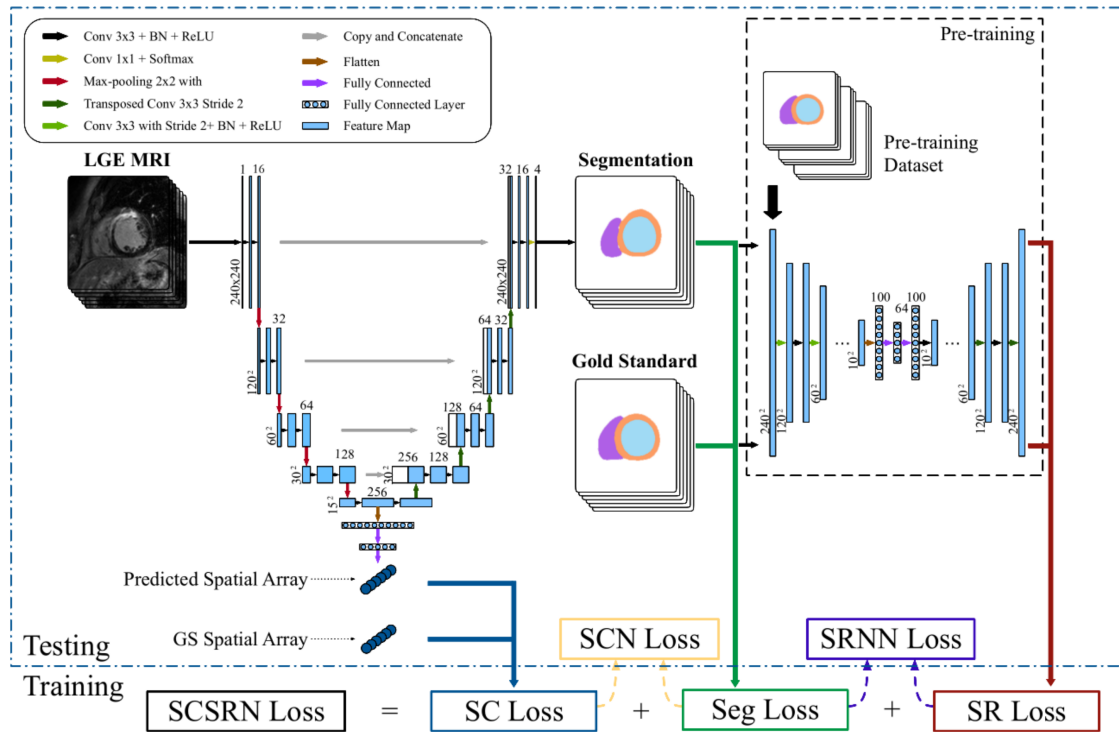 Conv 3x3 + BN + ReLU
Conv 1x1 + Softmax
Max-pooling 2x2 with
Transposed Conv 3x3 Stride 2
Conv 3x3 with Stride 2+ BN + ReLU
Copy and Concatenate
Flatten
Fully Connected
Fully Connected Layer
Feature Map
Pre-training
Pre-training
Dataset
LGE MRI
1 16
240x240
32
120²
64
60²
128
30²
256
15²
256 128
30²
128 64
60²
64 32
120²
32 16 4
240x240
Segmentation
Gold Standard
240²
120²
60²
...
10²
100
64
100
10²
...
60²
120²
240²
Predicted Spatial Array
GS Spatial Array
Testing
Training
SCN Loss
SRNN Loss
SCSRN Loss = SC Loss + Seg Loss + SR Loss